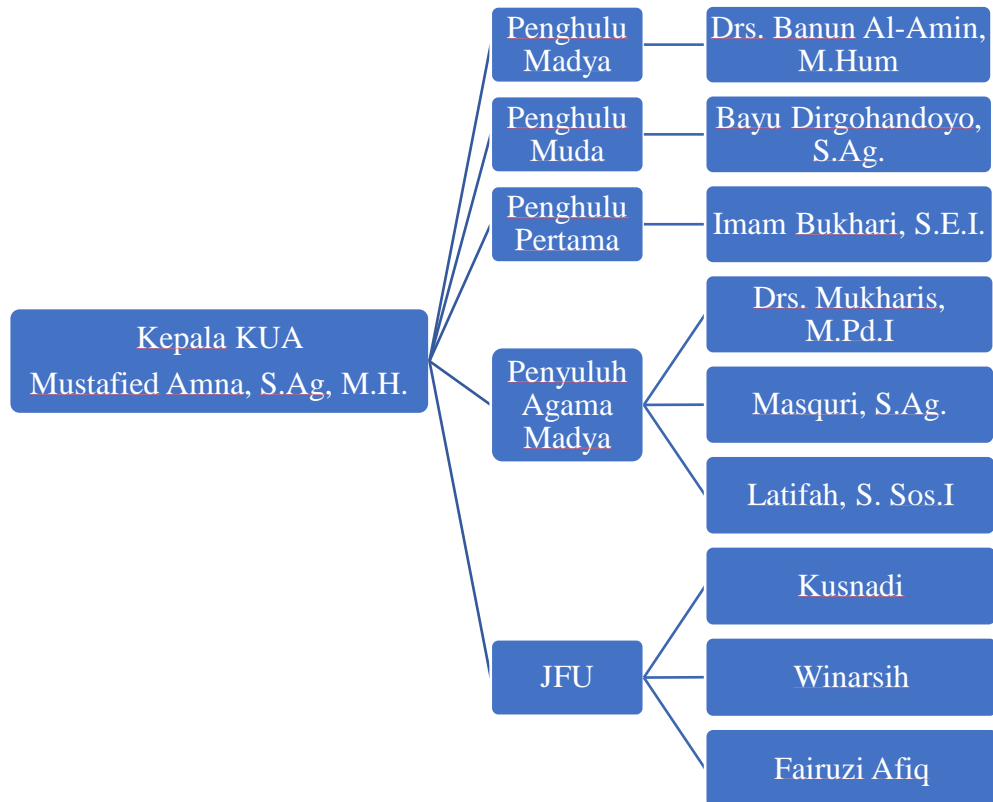 Kepala KUA
Mustafied Amna, S.Ag, M.H.
Penghulu
Madya
Drs. Banun Al-Amin,
M.Hum
Penghulu
Muda
Bayu Dirgohandoyo,
S.Ag.
Penghulu
Pertama
Imam Bukhari, S.E.I.
Penyuluh
Agama
Madya
Drs. Mukharis,
M.Pd.I
Masquri, S.Ag.
Latifah, S. Sos.I
JFU
Kusnadi
Winarsih
Fairuzi Afiq